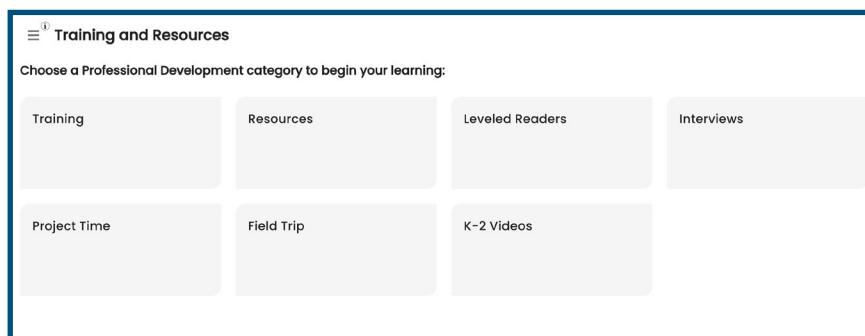 Training and Resources
Choose a Professional Development category to begin your learning:
Training
Resources
Leveled Readers
Interviews
Project Time
Field Trip
K-2 Videos